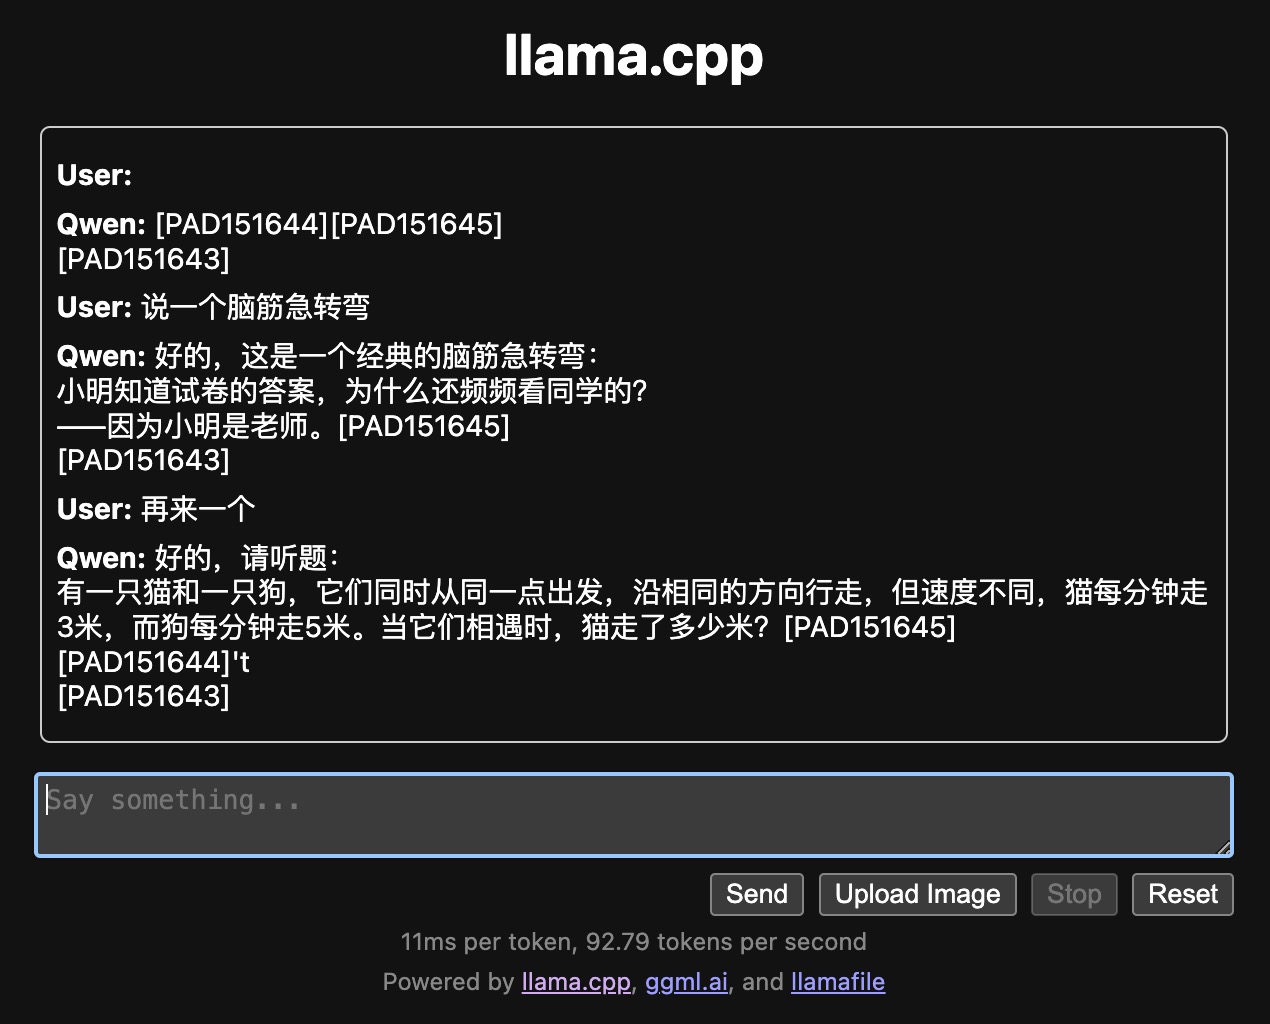 llama.cpp
User:
Qwen: [PAD151644][PAD151645]
[PAD151643]
User: 说一个脑筋急转弯
Qwen: 好的，这是一个经典的脑筋急转弯：
小明知道试卷的答案，为什么还频频看同学的？
——因为小明是老师。[PAD151645]
[PAD151643]
User: 再来一个
Qwen: 好的，请听题：
有一只猫和一只狗，它们同时从同一点出发，沿相同的方向行走，但速度不同，猫每分钟走
3米，而狗每分钟走5米。当它们相遇时，猫走了多少米？[PAD151645]
[PAD151644]'t
[PAD151643]
Say something...
Send Upload Image Stop Reset
11ms per token, 92.79 tokens per second
Powered by llama.cpp, ggml.ai, and llamafile